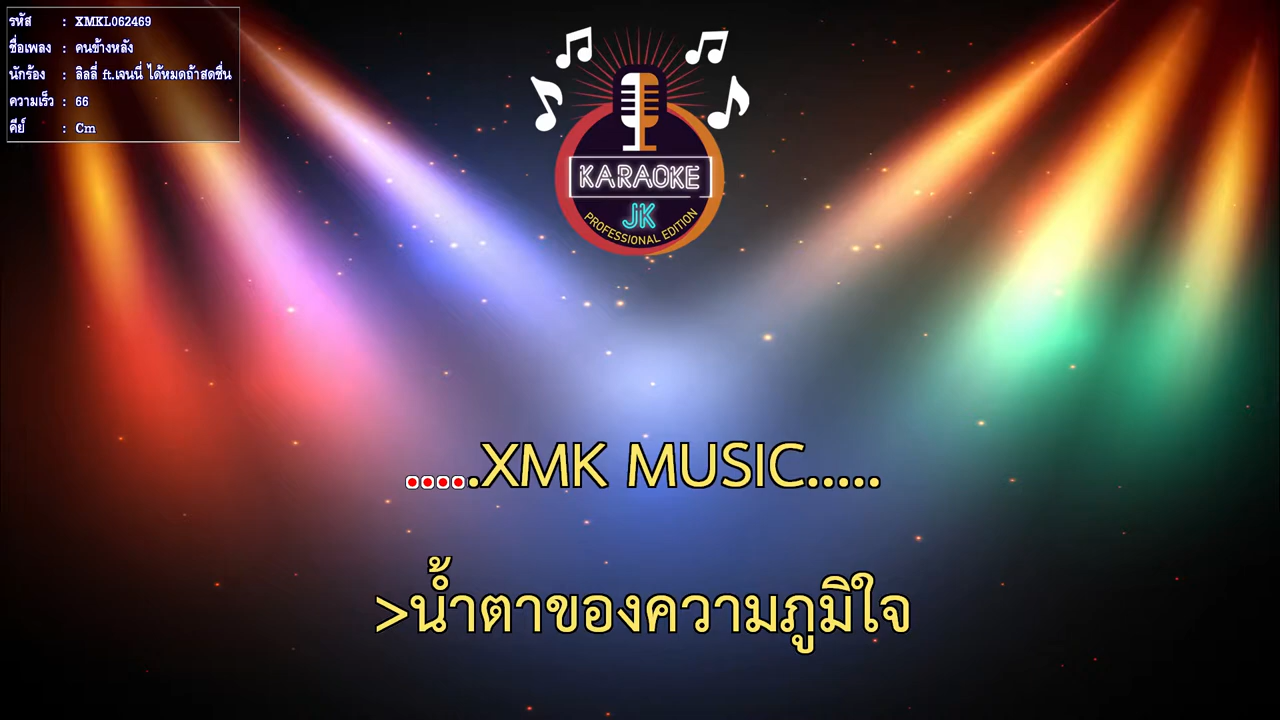 รหัส : XMKL062469
ชื่อเพลง : คนข้างหลัง
นักร้อง : ลิลลี่ ft.เจนนี่ ได้หมดถ้าสดชื่น
ความเร็ว : 66
คีย์ : Cm
KARAOKE
JK
PROFESSIONAL EDITION
.....XMK MUSIC.....
>น้ำตาของความภูมิใจ